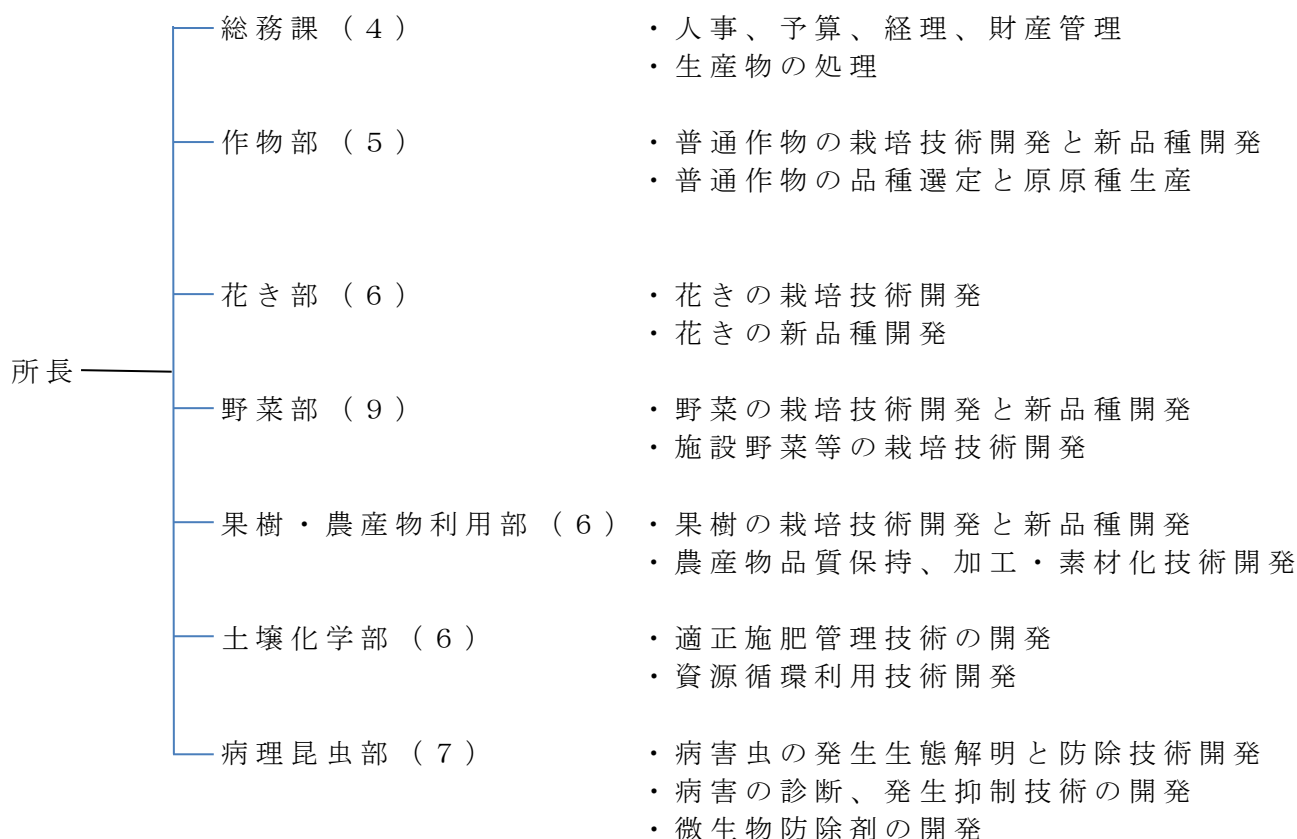 総務課（４） ・人事、予算、経理、財産管理
・生産物の処理
作物部（５） ・普通作物の栽培技術開発と新品種開発
・普通作物の品種選定と原原種生産
花き部（６） ・花きの栽培技術開発
・花きの新品種開発
所長
野菜部（９） ・野菜の栽培技術開発と新品種開発
・施設野菜等の栽培技術開発
果樹・農産物利用部（６） ・果樹の栽培技術開発と新品種開発
・農産物品質保持、加工・素材化技術開発
土壌化学部（６） ・適正施肥管理技術の開発
・資源循環利用技術開発
病理昆虫部（７） ・病害虫の発生生態解明と防除技術開発
・病害の診断、発生抑制技術の開発
・微生物防除剤の開発